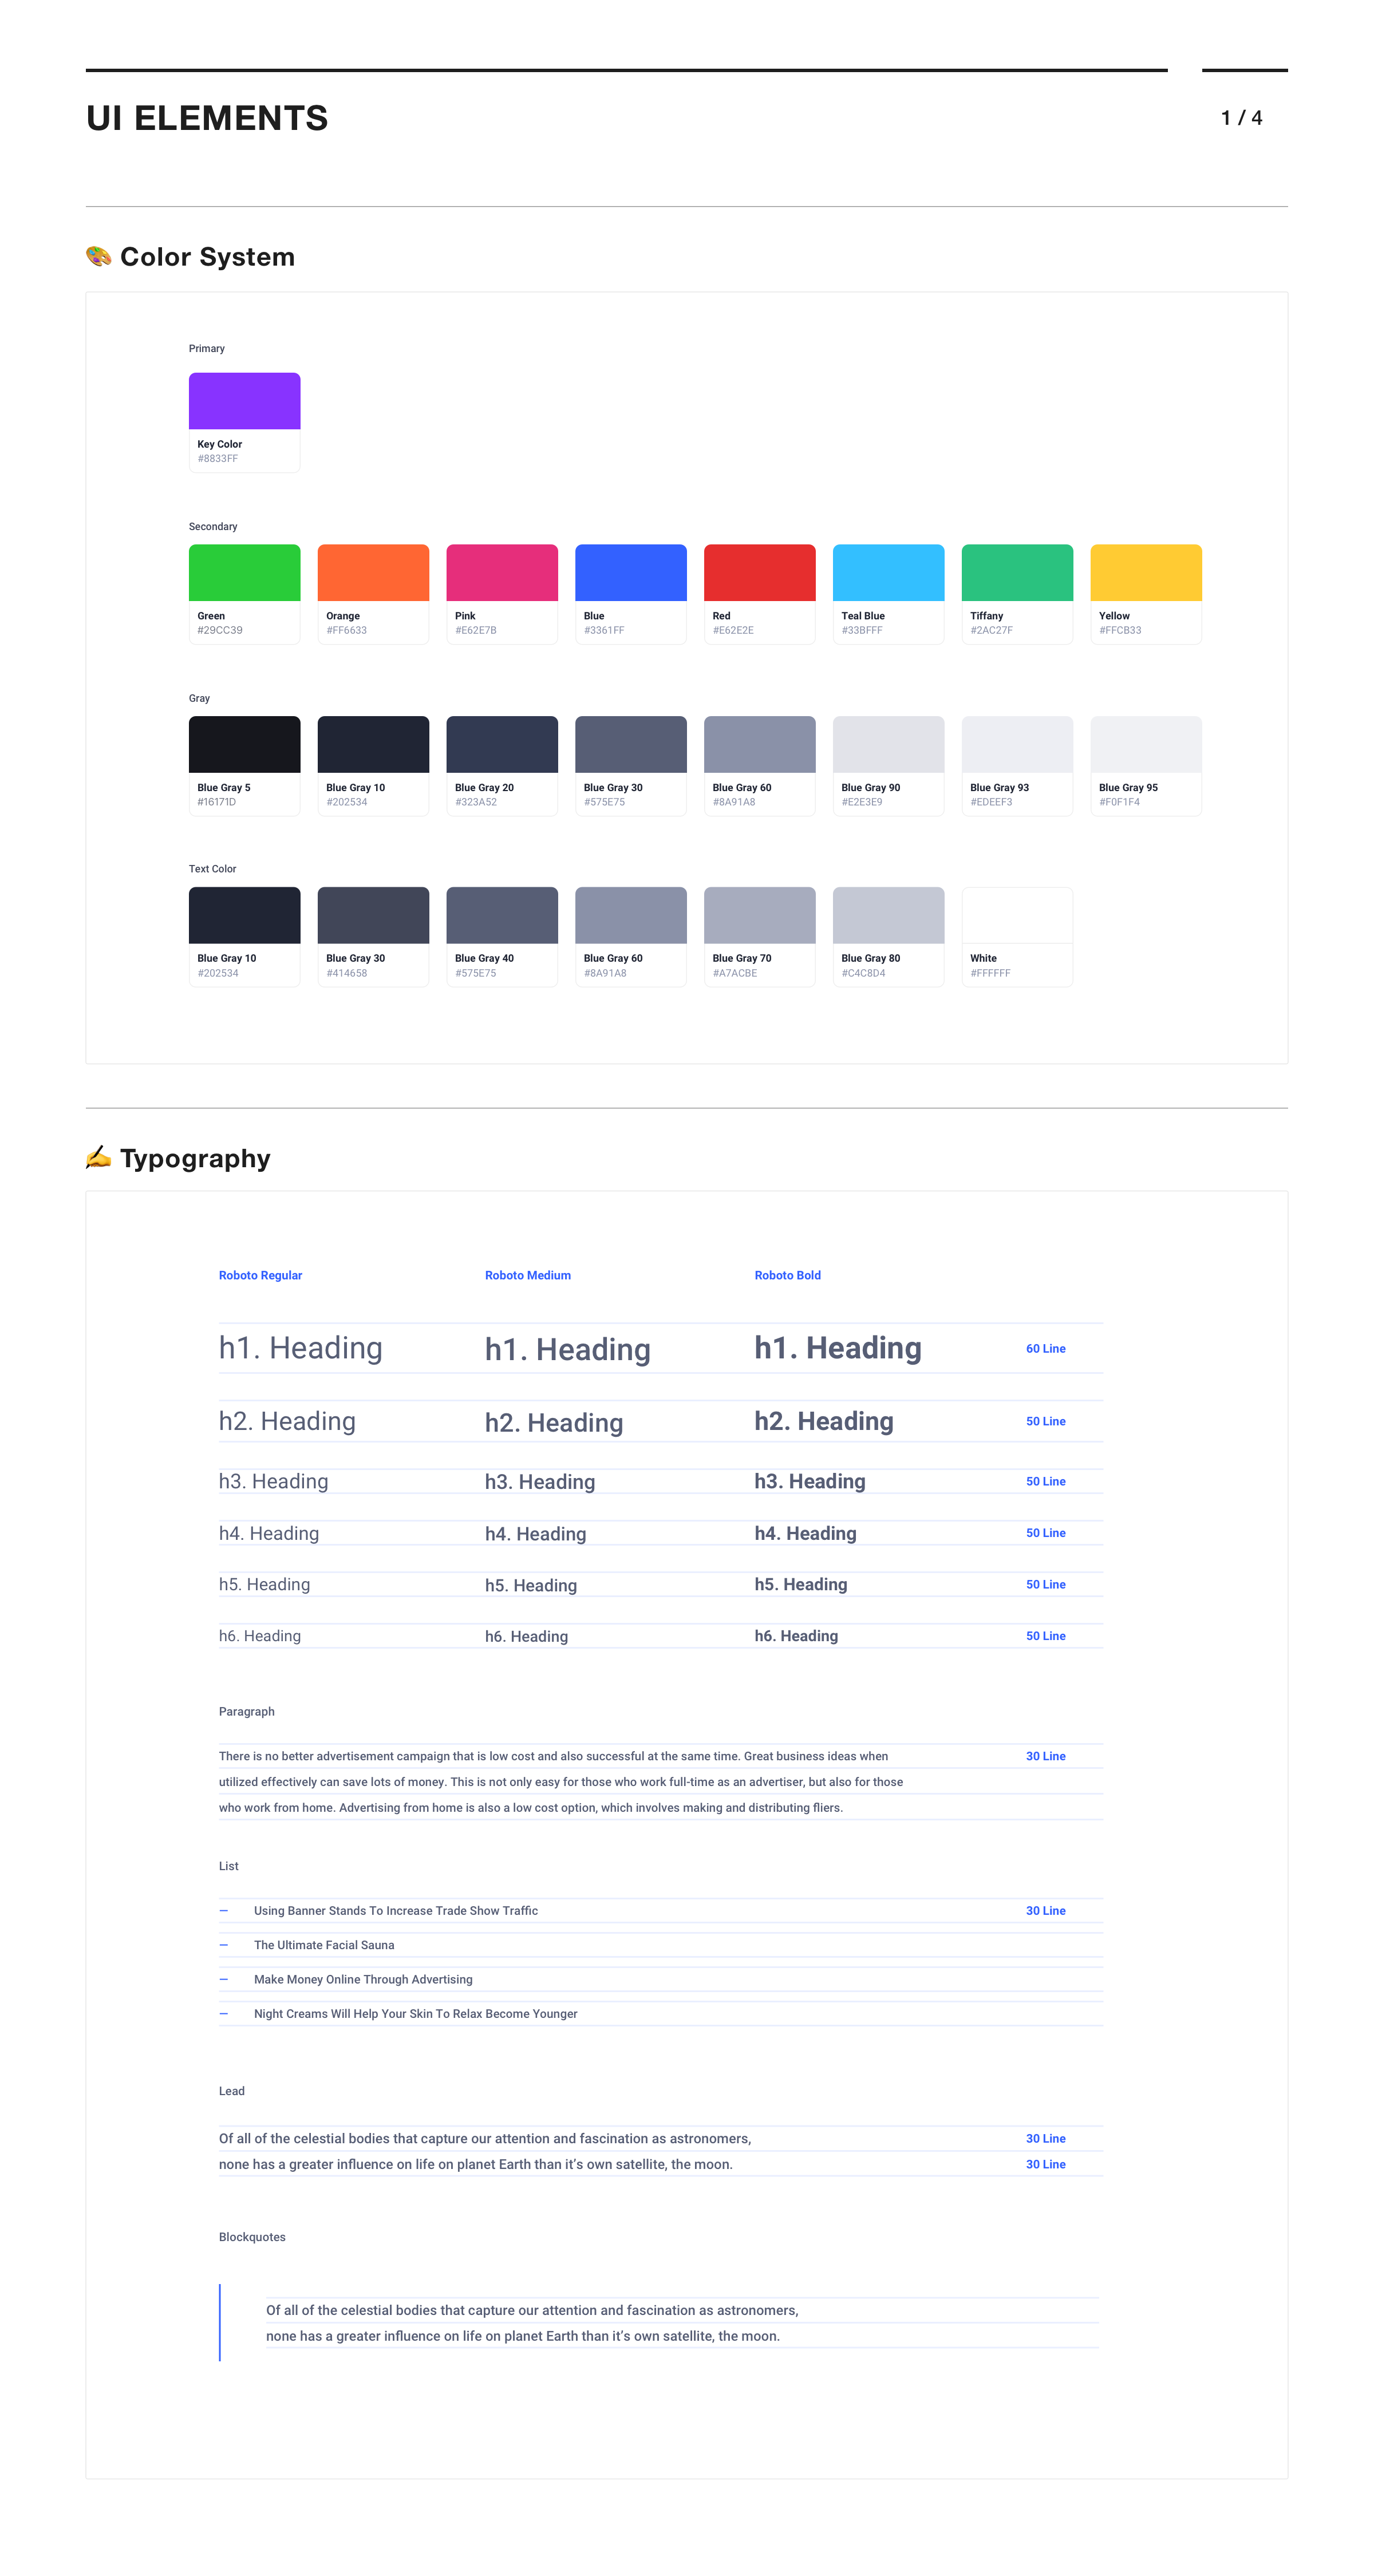 UI ELEMENTS
1 / 4
Color System
Primary
Key Color
#8833FF
Secondary
Green
#29CC39
Orange
#FF6633
Pink
#E62E7B
Blue
#3361FF
Red
#E62E2E
Teal Blue
#33BFFF
Tiffany
#2AC27F
Yellow
#FFCB33
Gray
Blue Gray 5
#16171D
Blue Gray 10
#202534
Blue Gray 20
#323A52
Blue Gray 30
#575E75
Blue Gray 60
#8A91A8
Blue Gray 90
#E2E3E9
Blue Gray 93
#EDEEF3
Blue Gray 95
#F0F1F4
Text Color
Blue Gray 10
#202534
Blue Gray 30
#414658
Blue Gray 40
#575E75
Blue Gray 60
#8A91A8
Blue Gray 70
#A7ACBE
Blue Gray 80
#C4C8D4
White
#FFFFFF
Typography
Roboto Regular Roboto Medium Roboto Bold
h1. Heading h1. Heading h1. Heading 60 Line
h2. Heading h2. Heading h2. Heading 50 Line
h3. Heading h3. Heading h3. Heading 50 Line
h4. Heading h4. Heading h4. Heading 50 Line
h5. Heading h5. Heading h5. Heading 50 Line
h6. Heading h6. Heading h6. Heading 50 Line
Paragraph
There is no better advertisement campaign that is low cost and also successful at the same time. Great business ideas when 30 Line
utilized effectively can save lots of money. This is not only easy for those who work full-time as an advertiser, but also for those
who work from home. Advertising from home is also a low cost option, which involves making and distributing fliers.
List
– Using Banner Stands To Increase Trade Show Traffic 30 Line
– The Ultimate Facial Sauna
– Make Money Online Through Advertising
– Night Creams Will Help Your Skin To Relax Become Younger
Lead
Of all of the celestial bodies that capture our attention and fascination as astronomers, 30 Line
none has a greater influence on life on planet Earth than it’s own satellite, the moon. 30 Line
Blockquotes
Of all of the celestial bodies that capture our attention and fascination as astronomers,
none has a greater influence on life on planet Earth than it’s own satellite, the moon.